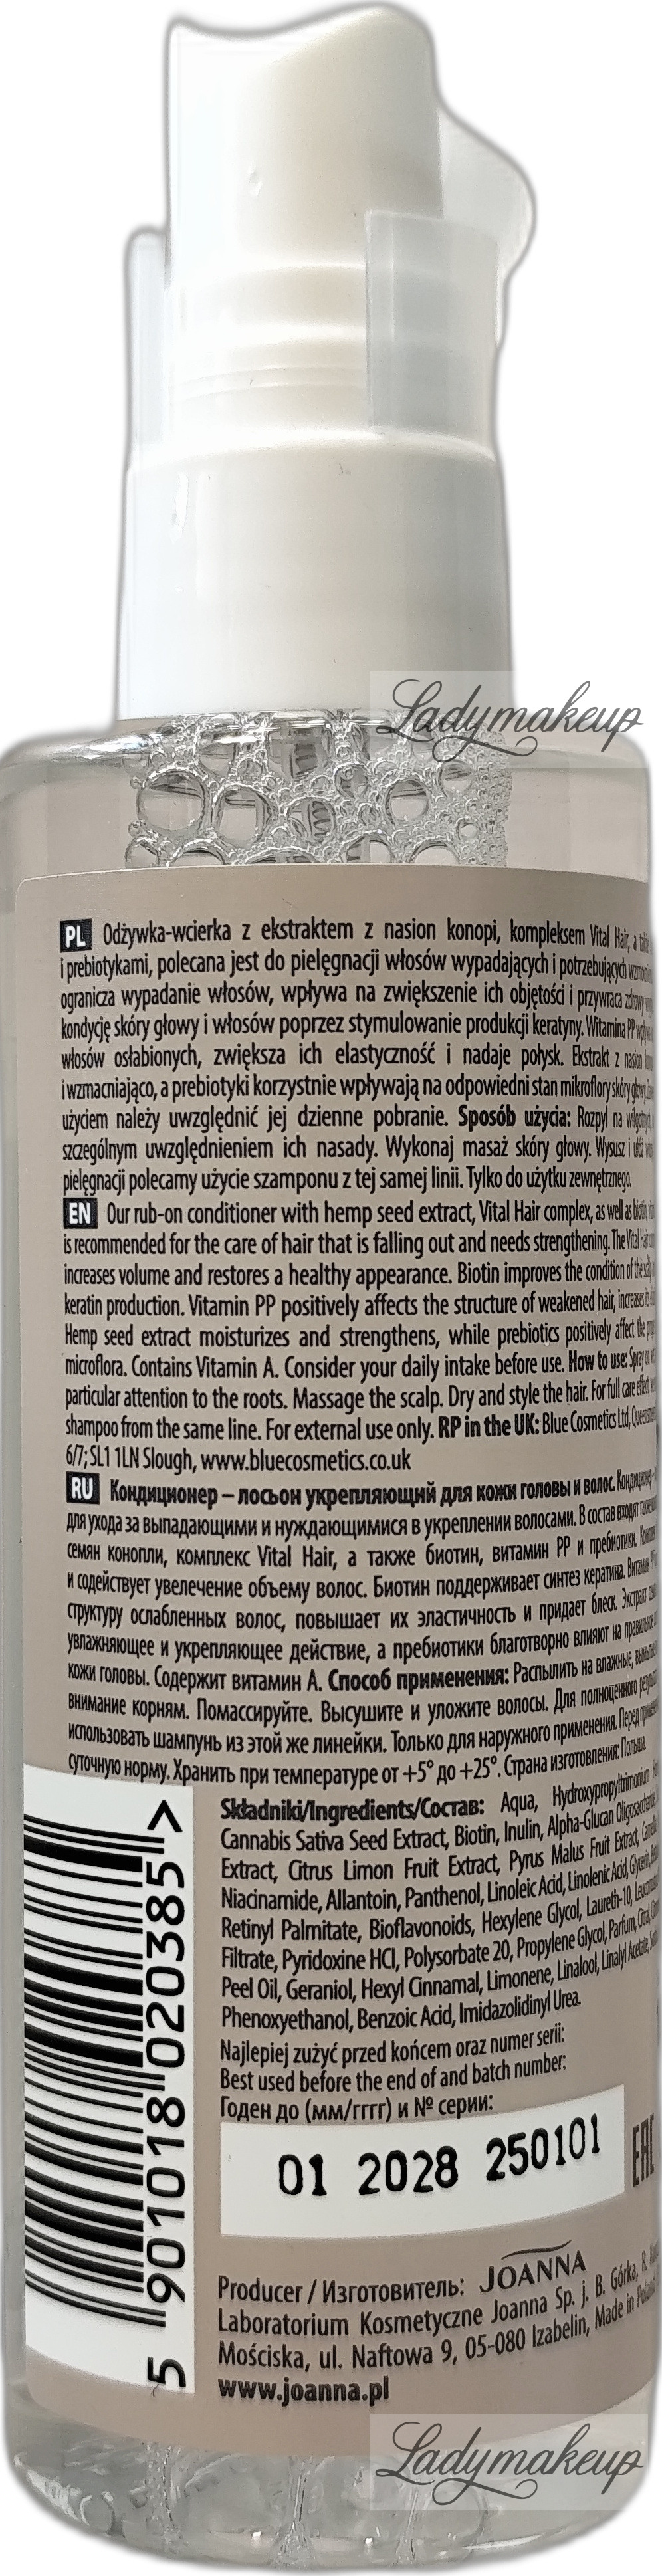 Ladymakeup
PL Odżywka-wcierka z ekstraktem z nasion konopi, kompleksem Vital Hair, a także
i prebiotykami, polecana jest do pielęgnacji włosów wypadających i potrzebujących
ogranicza wypadanie włosów, wpływa na zwiększenie ich objętości i przywraca zdrowy
kondycję skóry głowy i włosów poprzez stymulowanie produkcji keratyny. Witamina PP
włosów osłabionych, zwiększa ich elastyczność i nadaje połysk. Ekstrakt z nasion
i wzmacniająco, a prebiotyki korzystnie wpływają na odpowiedni stan mikroflory skóry głowy.
użyciem należy uwzględnić jej dzienne pobranie. Sposób użycia: Rozpyl na
szczególnym uwzględnieniem ich nasady. Wykonaj masaż skóry głowy. Wysusz i ułóż
pielęgnacji polecamy użycie szamponu z tej samej linii. Tylko do użytku zewnętrznego.
EN Our rub-on conditioner with hemp seed extract, Vital Hair complex, as well as biotin,
is recommended for the care of hair that is falling out and needs strengthening. The Vital Hair
increases volume and restores a healthy appearance. Biotin improves the condition of the
keratin production. Vitamin PP positively affects the structure of weakened hair, increases its
Hemp seed extract moisturizes and strengthens, while prebiotics positively affect the
microflora. Contains Vitamin A. Consider your daily intake before use. How to use: Spray on
particular attention to the roots. Massage the scalp. Dry and style the hair. For full care effect,
shampoo from the same line. For external use only. RP in the UK: Blue Cosmetics Ltd,
6/7; SL1 1LN Slough, www.bluecosmetics.co.uk
RU Кондиционер – лосьон укрепляющий для кожи головы и волос.
для ухода за выпадающими и нуждающимися в укреплении волосами. В состав входят
семян конопли, комплекс Vital Hair, а также биотин, витамин PP и пребиотики.
и содействует увелечение объему волос. Биотин поддерживает синтез кератина. Витамин
структуру ослабленных волос, повышает их эластичность и придает блеск. Экстракт
увлажняющее и укрепляющее действие, а пребиотики благотворно влияют на
кожи головы. Содержит витамин А. Способ применения: Распылить на влажные,
внимание корням. Помассируйте. Высушите и уложите волосы. Для полноценного
использовать шампунь из этой же линейки. Только для наружного применения. Перед
суточную норму. Хранить при температуре от +5° до +25°. Страна изготовления: Польша.
Składniki/Ingredients/Состав: Aqua, Hydroxypropyltrimonium
Cannabis Sativa Seed Extract, Biotin, Inulin, Alpha-Glucan Oligosaccharide,
Extract, Citrus Limon Fruit Extract, Pyrus Malus Fruit Extract,
Niacinamide, Allantoin, Panthenol, Linoleic Acid, Linolenic Acid, Glycerin,
Retinyl Palmitate, Bioflavonoids, Hexylene Glycol, Laureth-10,
Filtrate, Pyridoxine HCl, Polysorbate 20, Propylene Glycol, Parfum,
Peel Oil, Geraniol, Hexyl Cinnamal, Limonene, Linalool, Linalyl Acetate,
Phenoxyethanol, Benzoic Acid, Imidazolidinyl Urea.
Najlepiej zużyć przed końcem oraz numer serii:
Best used before the end of and batch number:
Годен до (мм/гггг) и № серии:
01 2028 250101
EAC
5 901018 020385 >
Producer / Изготовитель: JOANNA
Laboratorium Kosmetyczne Joanna Sp. j. B. Górka, R.
Mościska, ul. Naftowa 9, 05-080 Izabelin, Made in Poland
www.joanna.pl
Ladymakeup